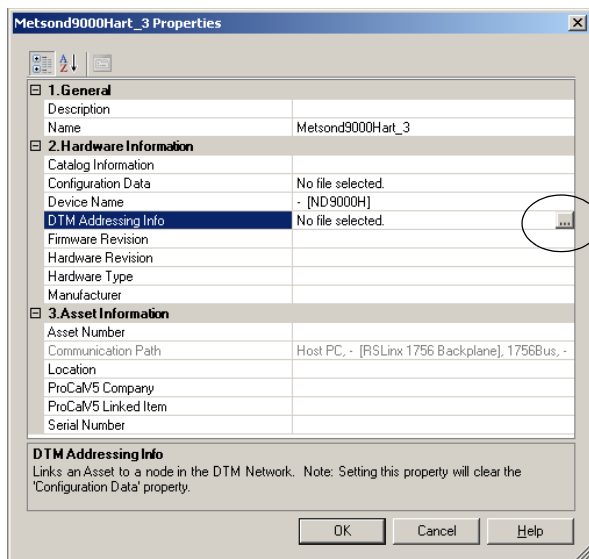 Metsond9000Hart_3 Properties
1.General
Description
Name Metsond9000Hart_3
2.Hardware Information
Catalog Information
Configuration Data No file selected.
Device Name - [ND9000H]
DTM Addressing Info No file selected. ...
Firmware Revision
Hardware Revision
Hardware Type
Manufacturer
3.Asset Information
Asset Number
Communication Path Host PC, - [RSLinx 1756 Backplane], 1756Bus, -
Location
ProCalV5 Company
ProCalV5 Linked Item
Serial Number
DTM Addressing Info
Links an Asset to a node in the DTM Network. Note: Setting this property will clear the
'Configuration Data' property.
OK Cancel Help